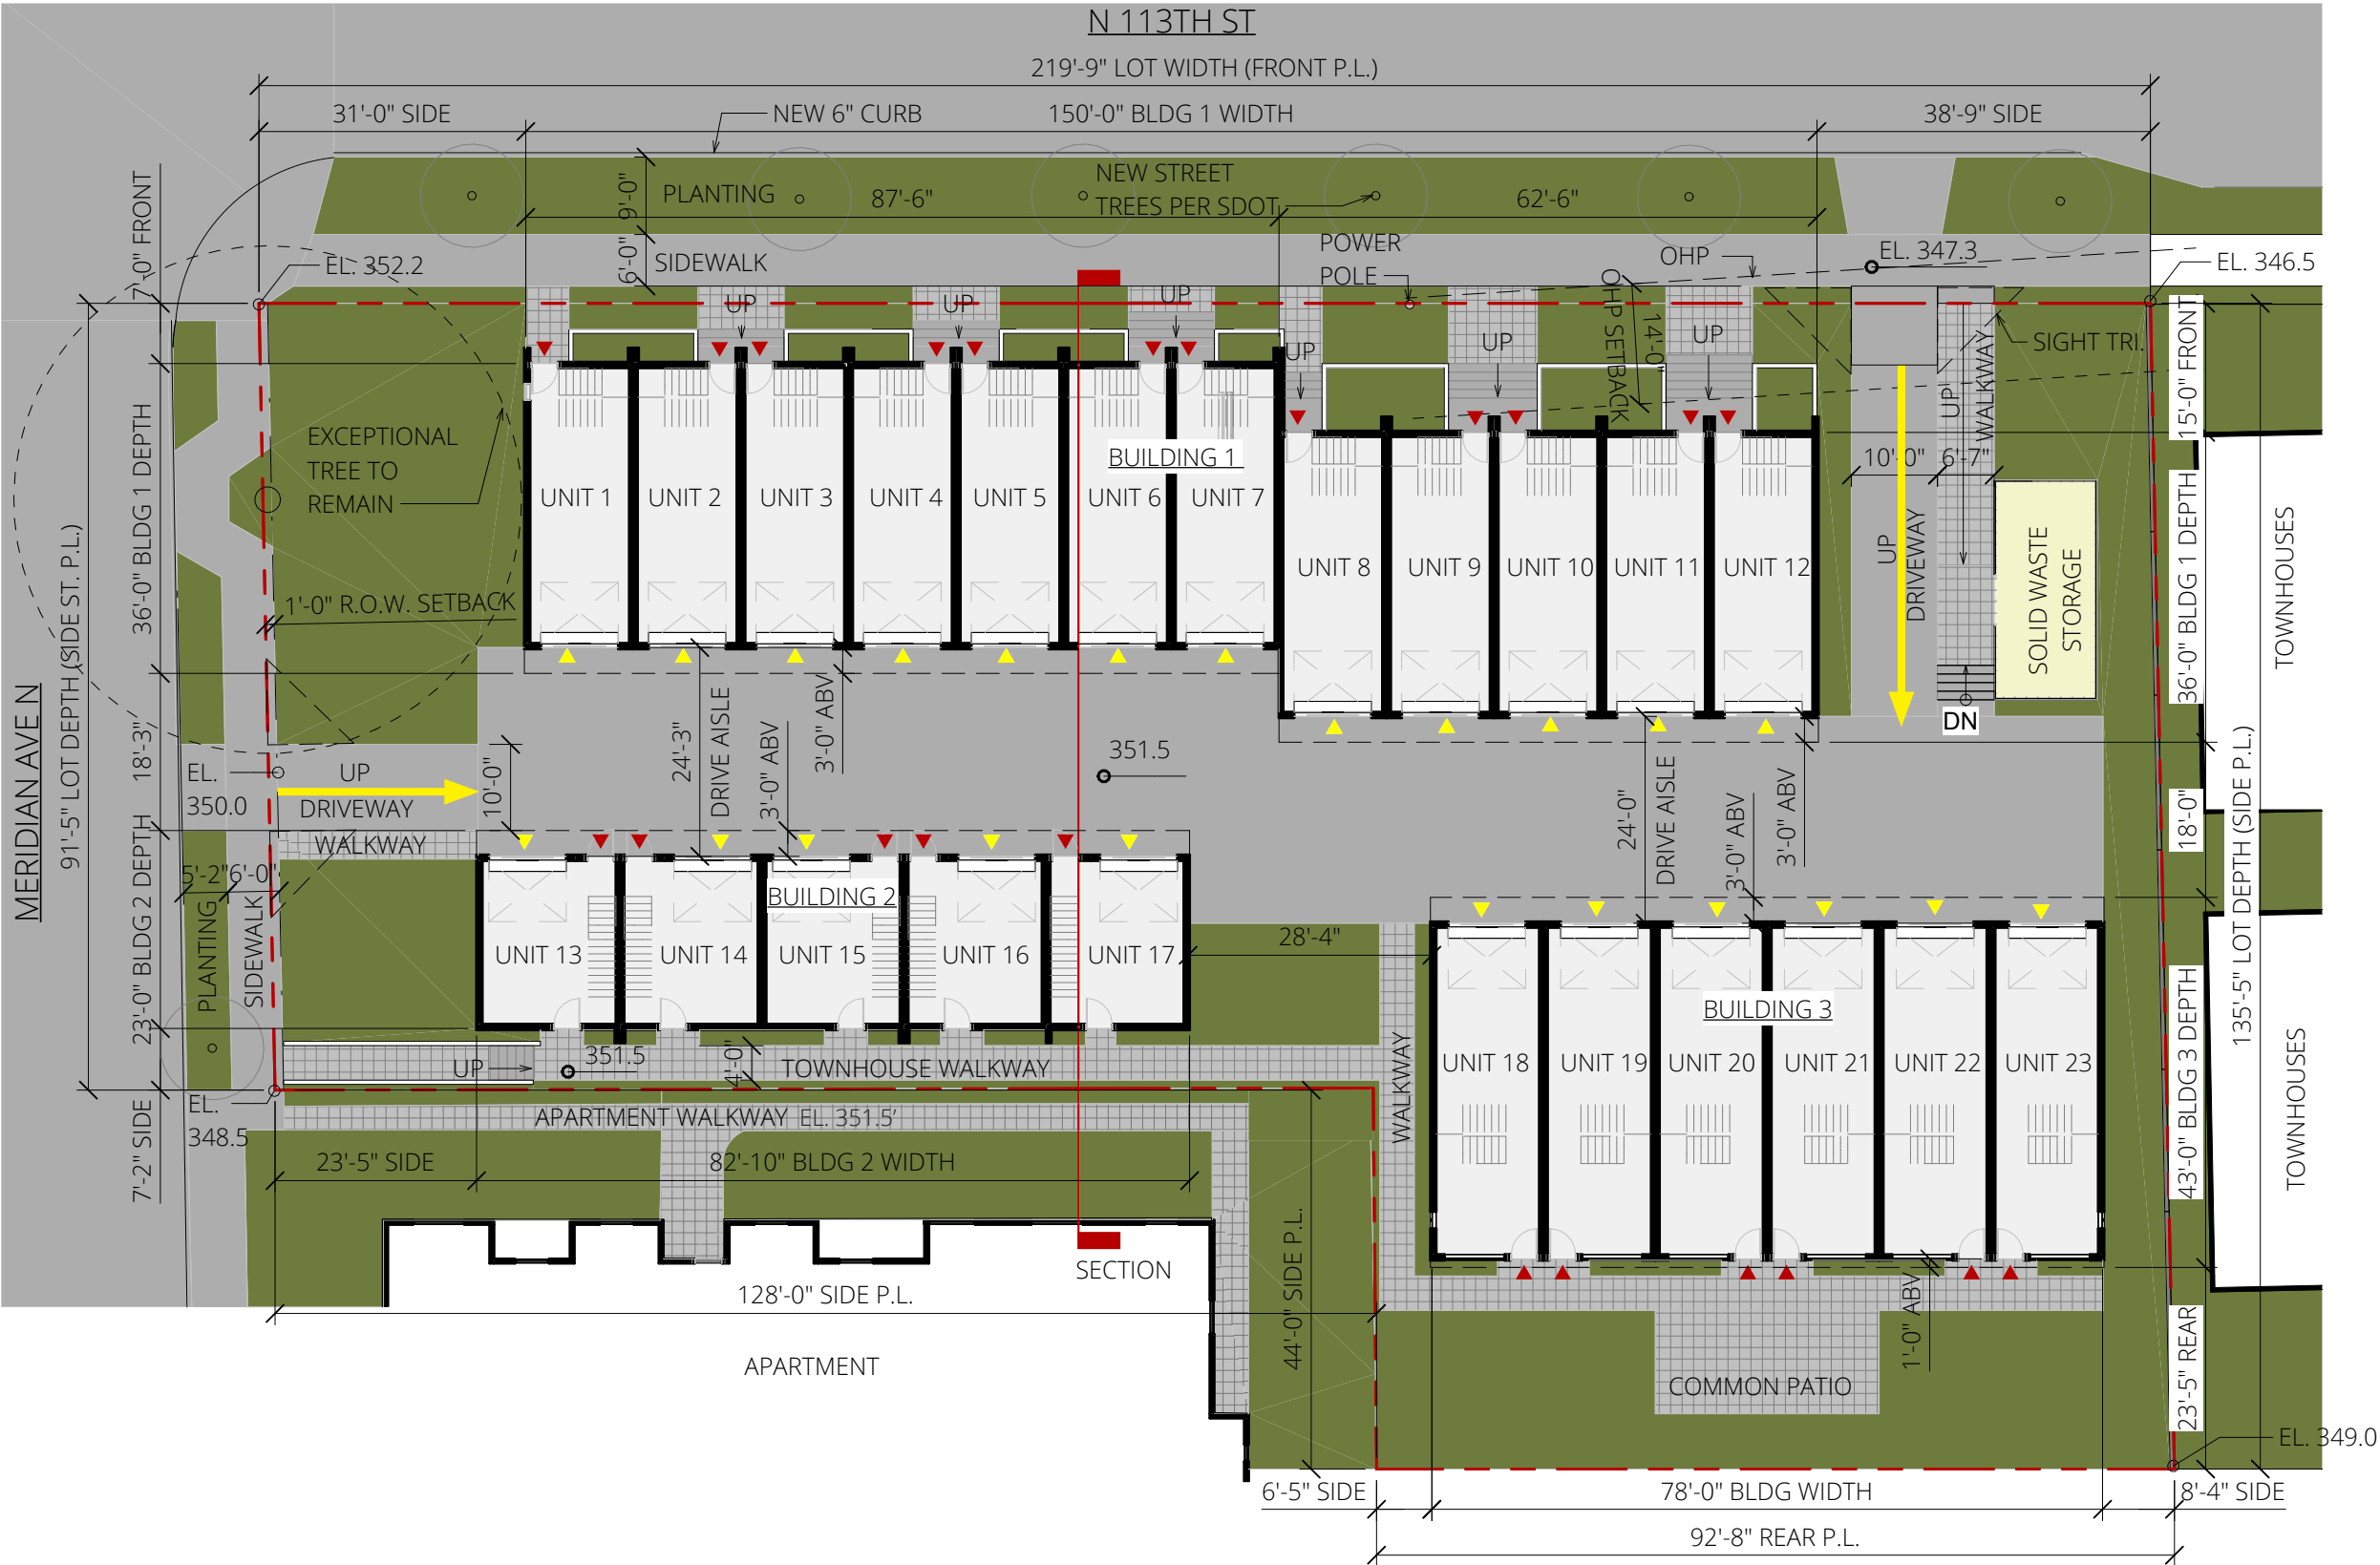 N 113TH ST
219'-9" LOT WIDTH (FRONT P.L.)
31'-0" SIDE
NEW 6" CURB
150'-0" BLDG 1 WIDTH
38'-9" SIDE
7'-0" FRONT
9'-0"
PLANTING
87'-6"
NEW STREET
TREES PER SDOT
62'-6"
6'-0"
SIDEWALK
EL. 352.2
POWER
POLE
OHP
EL. 347.3
EL. 346.5
UP
UP
UP
UP
UP
UP
OHP SETBACK
14'-0"
SIGHT TRI.
15'-0" FRONT
EXCEPTIONAL
TREE TO
REMAIN
BUILDING 1
UP
WALKWAY
10'-0"
6'-7"
UNIT 1
UNIT 2
UNIT 3
UNIT 4
UNIT 5
UNIT 6
UNIT 7
UNIT 8
UNIT 9
UNIT 10
UNIT 11
UNIT 12
UP
DRIVEWAY
SOLID WASTE
STORAGE
36'-0" BLDG 1 DEPTH
TOWNHOUSES
36'-0" BLDG 1 DEPTH
91'-5" LOT DEPTH (SIDE ST. P.L.)
1'-0" R.O.W. SETBACK
MERIDIAN AVE N
18'-3"
24'-3"
DRIVE AISLE
3'-0" ABV
3'-0" ABV
351.5
DN
EL.
350.0
UP
DRIVEWAY
10'-0"
WALKWAY
24'-0"
DRIVE AISLE
3'-0" ABV
3'-0" ABV
18'-0"
135'-5" LOT DEPTH (SIDE P.L.)
23'-0" BLDG 2 DEPTH
5'-2"
6'-0"
PLANTING
SIDEWALK
BUILDING 2
UNIT 13
UNIT 14
UNIT 15
UNIT 16
UNIT 17
28'-4"
BUILDING 3
UNIT 18
UNIT 19
UNIT 20
UNIT 21
UNIT 22
UNIT 23
43'-0" BLDG 3 DEPTH
TOWNHOUSES
UP
351.5
4'-0"
TOWNHOUSE WALKWAY
WALKWAY
EL.
348.5
APARTMENT WALKWAY EL. 351.5'
7'-2" SIDE
23'-5" SIDE
82'-10" BLDG 2 WIDTH
SECTION
128'-0" SIDE P.L.
44'-0" SIDE P.L.
APARTMENT
1'-0" ABV
COMMON PATIO
23'-5" REAR
EL. 349.0
6'-5" SIDE
78'-0" BLDG WIDTH
8'-4" SIDE
92'-8" REAR P.L.